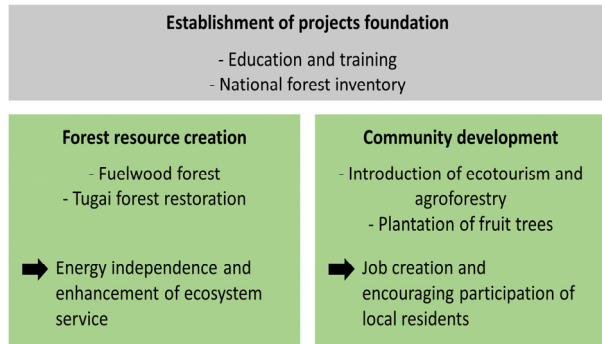 Establishment of projects foundation
- Education and training
- National forest inventory
Forest resource creation
- Fuelwood forest
- Tugai forest restoration
Energy independence and
enhancement of ecosystem
service
Community development
- Introduction of ecotourism and
agroforestry
- Plantation of fruit trees
Job creation and
encouraging participation of
local residents